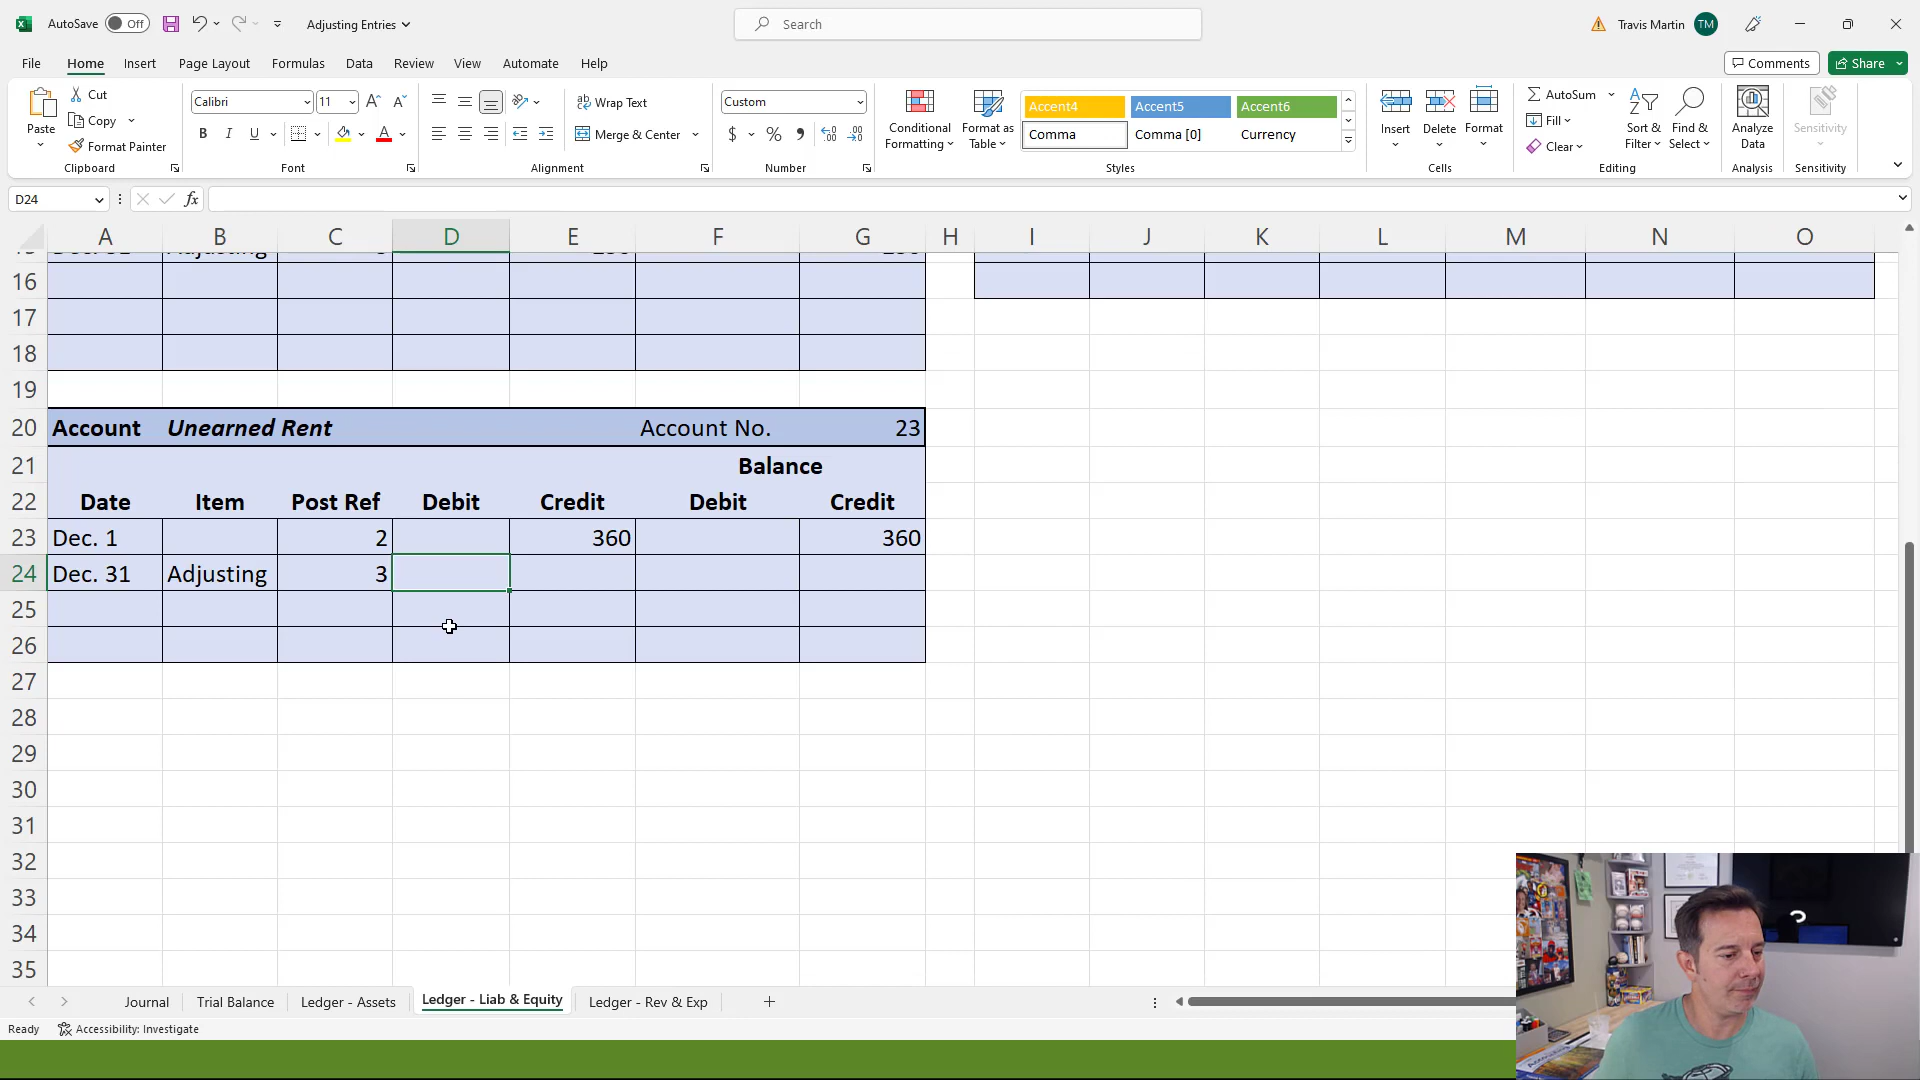 AutoSave Off Adjusting Entries Search Travis Martin TM
File Home Insert Page Layout Formulas Data Review View Automate Help Comments Share
Paste Cut Copy Format Painter Clipboard
Calibri 11 B I U A Font
Wrap Text Merge & Center Alignment
Custom $ % Number
Conditional Formatting Format as Table Accent4 Accent5 Accent6 Comma Comma [0] Currency Styles
Insert Delete Format Cells
AutoSum Fill Clear Sort & Filter Find & Select Editing
Analyze Data Analysis Sensitivity Sensitivity
D24 fx
A B C D E F G H I J K L M N O
16
17
18
19
20 Account Unearned Rent Account No. 23
21 Balance
22 Date Item Post Ref Debit Credit Debit Credit
23 Dec. 1 2 360 360
24 Dec. 31 Adjusting 3
25
26
27
28
29
30
31
32
33
34
35
Journal Trial Balance Ledger - Assets Ledger - Liab & Equity Ledger - Rev & Exp
Ready Accessibility: Investigate